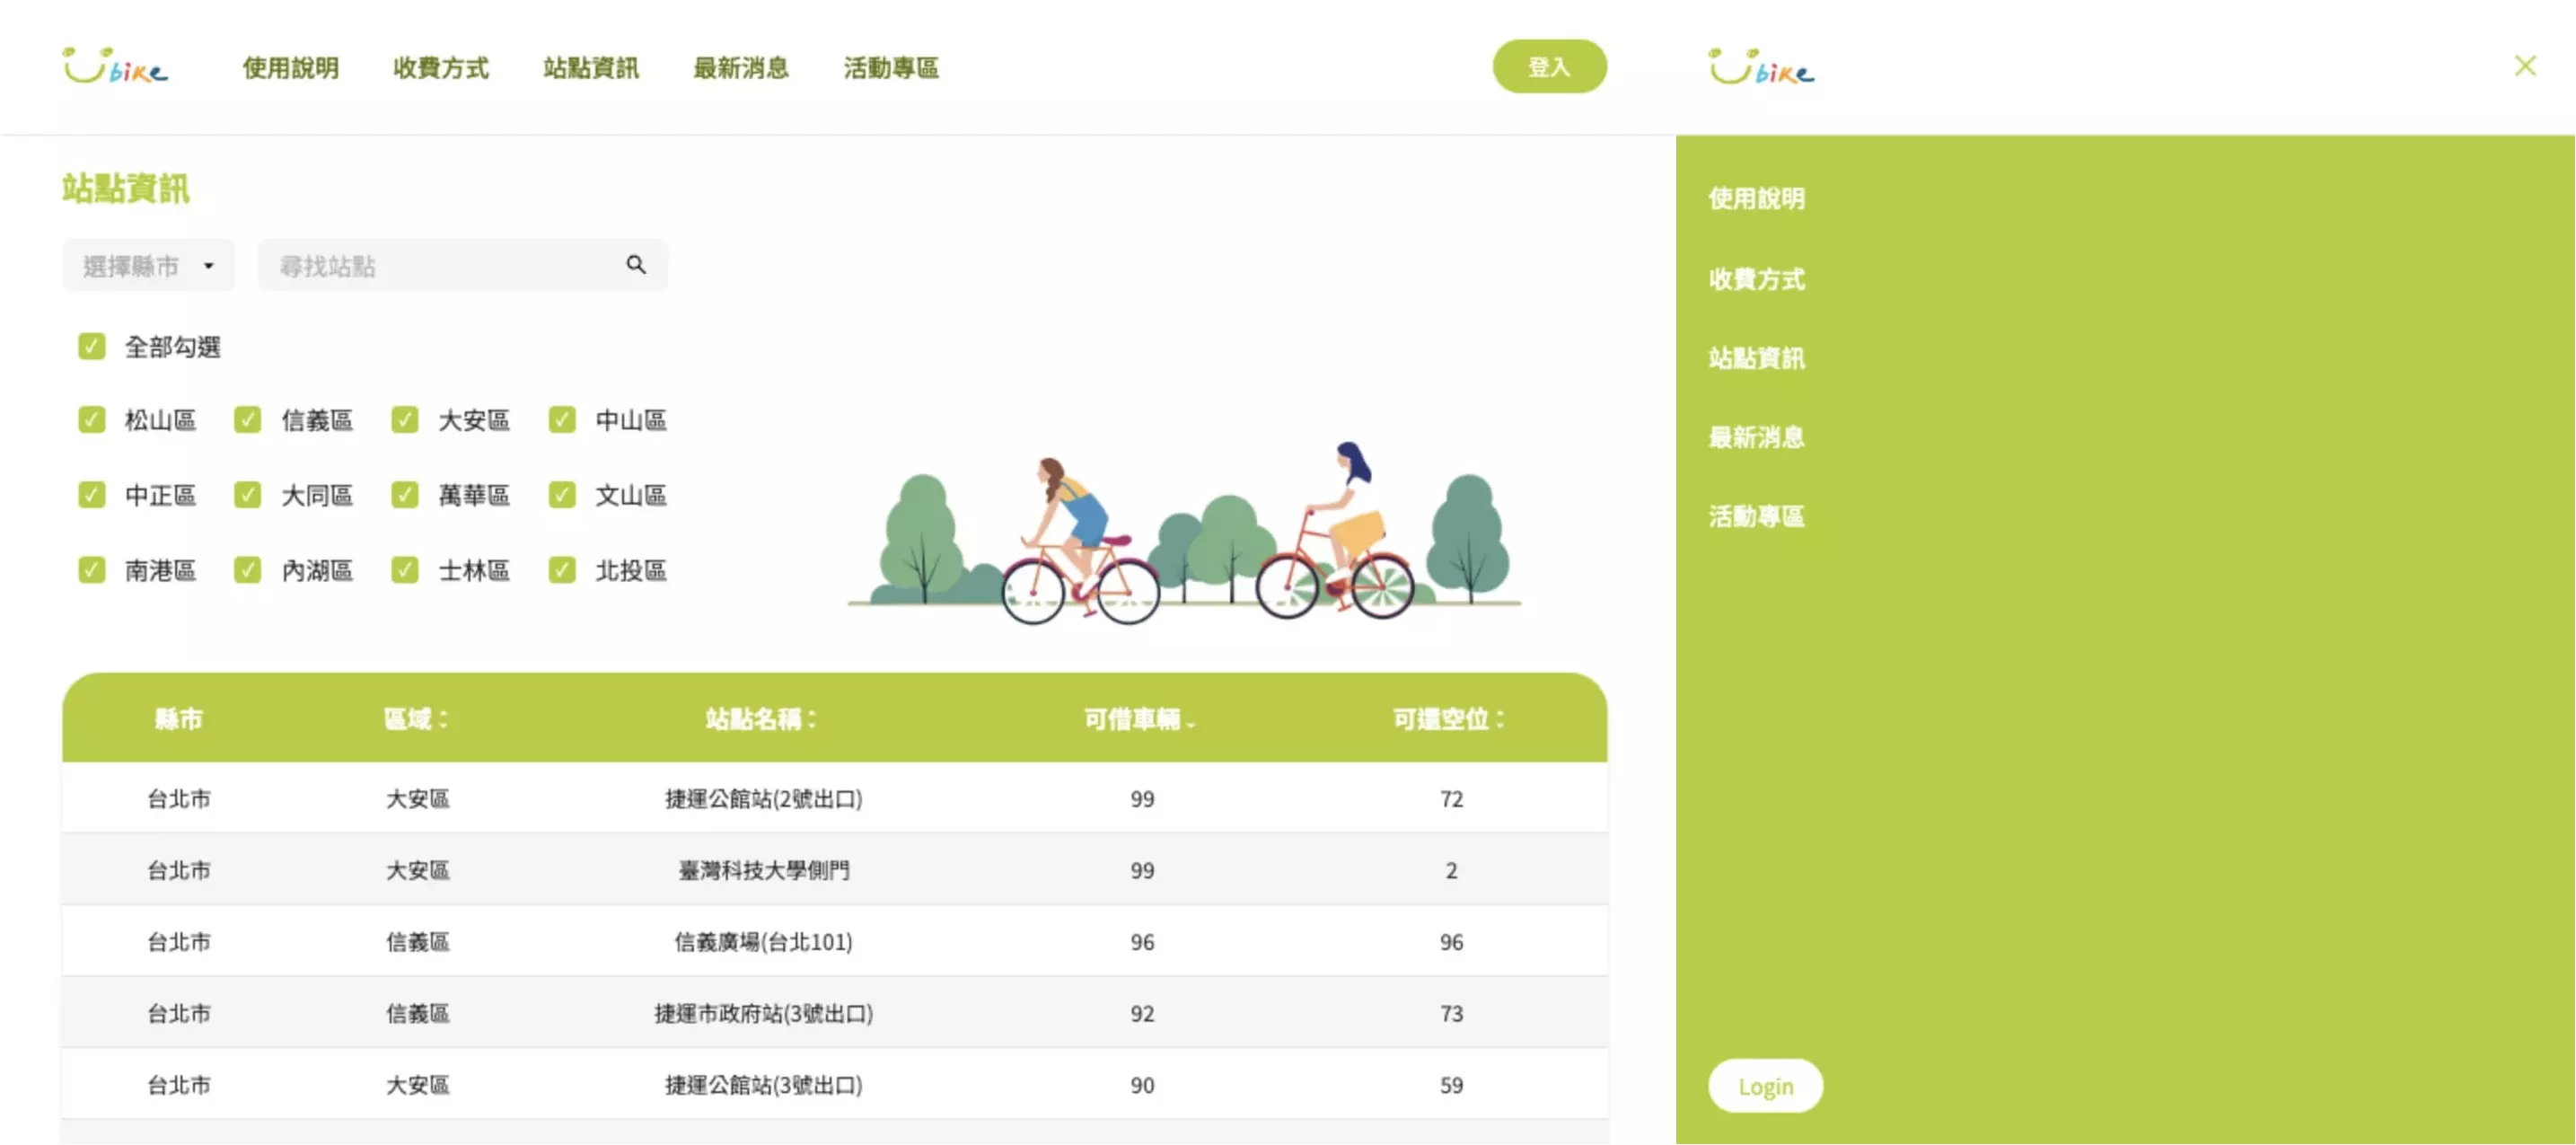 Ubike 使用說明 收費方式 站點資訊 最新消息 活動專區 登入
站點資訊
選擇縣市 尋找站點
全部勾選
松山區 信義區 大安區 中山區
中正區 大同區 萬華區 文山區
南港區 內湖區 士林區 北投區
縣市 區域 站點名稱 可借車輛 可還空位
台北市 大安區 捷運公館站(2號出口) 99 72
台北市 大安區 臺灣科技大學側門 99 2
台北市 信義區 信義廣場(台北101) 96 96
台北市 信義區 捷運市政府站(3號出口) 92 73
台北市 大安區 捷運公館站(3號出口) 90 59
Ubike
使用說明
收費方式
站點資訊
最新消息
活動專區
Login